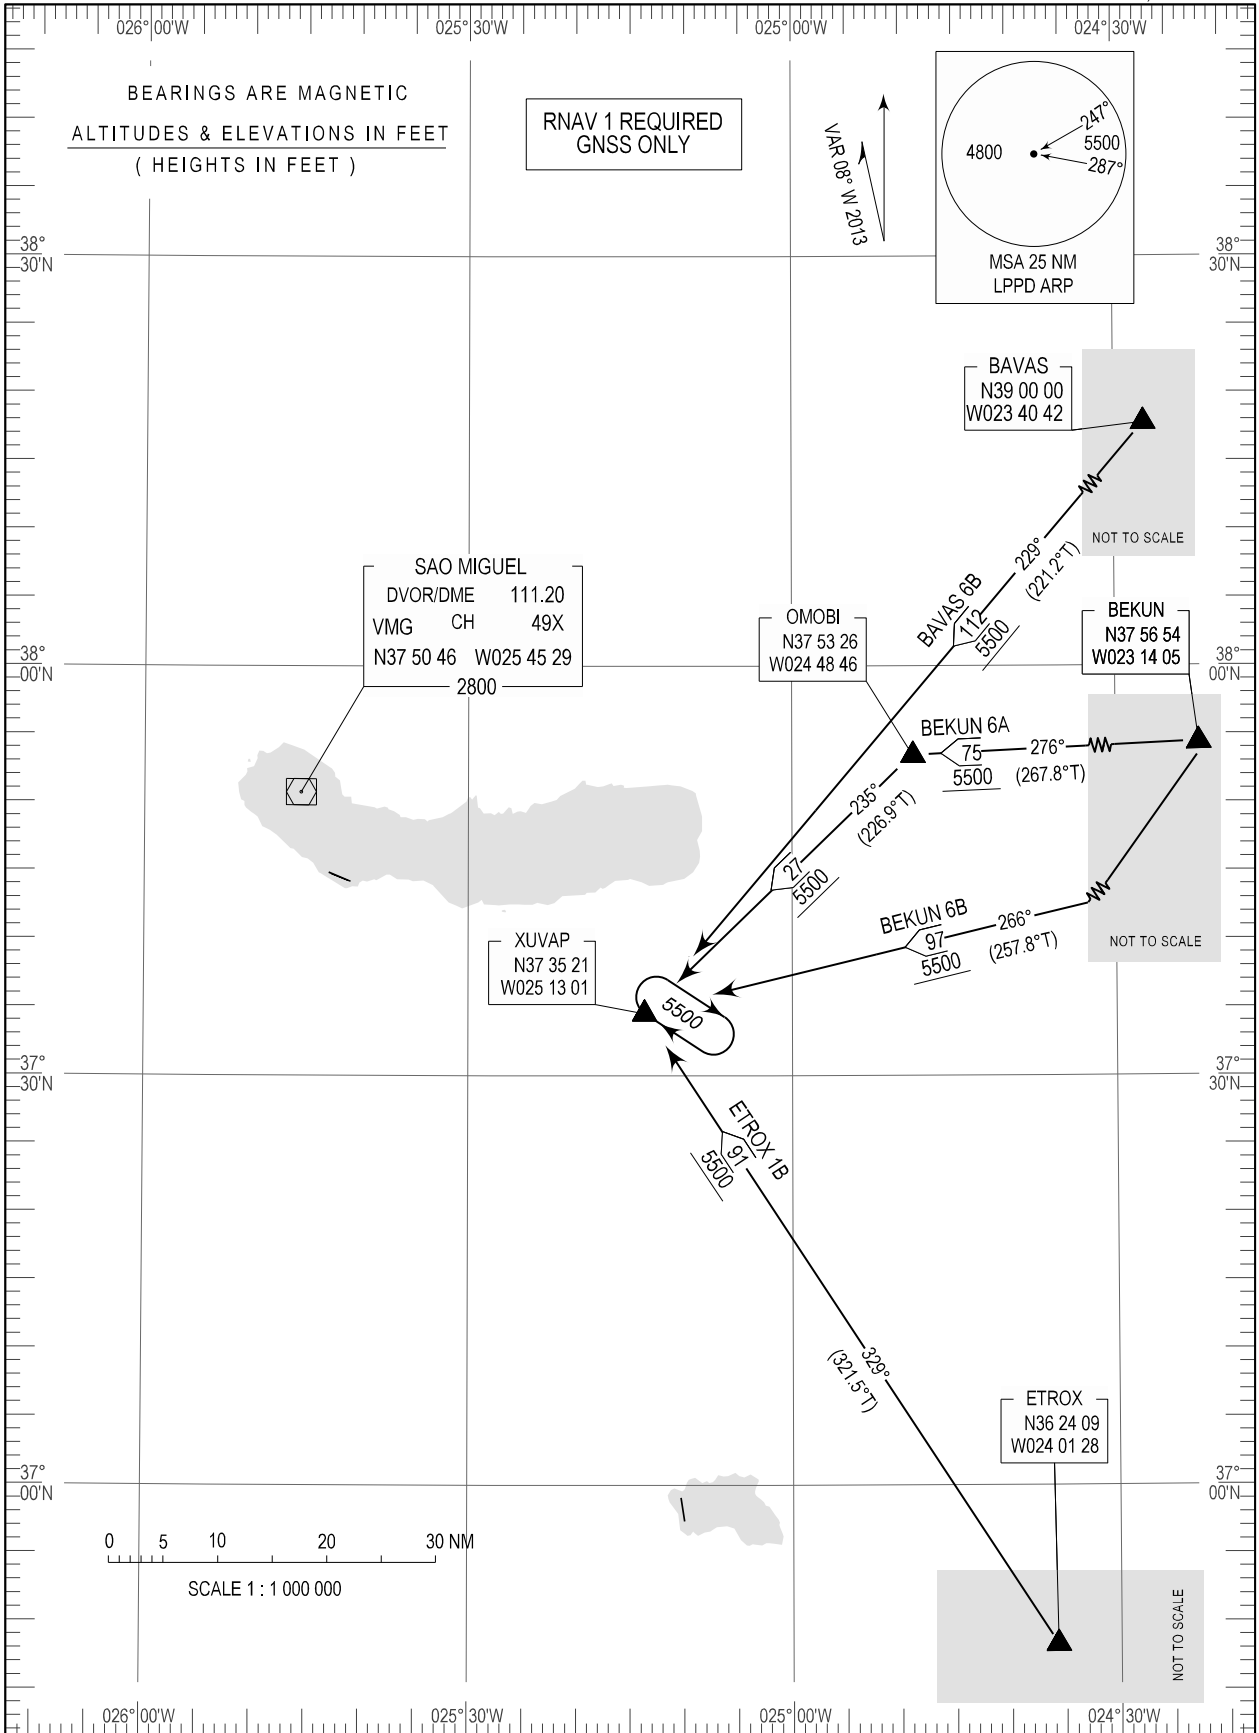 026° 00'W
025° 30'W
025° 00'W
024° 30'W
BEARINGS ARE MAGNETIC
ALTITUDES & ELEVATIONS IN FEET
( HEIGHTS IN FEET )
RNAV 1 REQUIRED
GNSS ONLY
VAR 08° W 2013
247°
5500
287°
4800
MSA 25 NM
LPPD ARP
38°
30'N
38°
30'N
BAVAS
N39 00 00
W023 40 42
NOT TO SCALE
229°
(221.2°T)
BAVAS 6B
112
5500
SAO MIGUEL
DVOR/DME 111.20
VMG CH 49X
N37 50 46 W025 45 29
2800
OMOBI
N37 53 26
W024 48 46
BEKUN
N37 56 54
W023 14 05
38°
00'N
38°
00'N
BEKUN 6A
75
5500
276°
(267.8°T)
235°
(226.9°T)
27
5500
BEKUN 6B
97
5500
266°
(257.8°T)
NOT TO SCALE
XUVAP
N37 35 21
W025 13 01
5500
37°
30'N
37°
30'N
ETROX 1B
91
5500
329°
(321.5°T)
ETROX
N36 24 09
W024 01 28
37°
00'N
37°
00'N
0 5 10 20 30 NM
SCALE 1 : 1 000 000
NOT TO SCALE
026° 00'W
025° 30'W
025° 00'W
024° 30'W